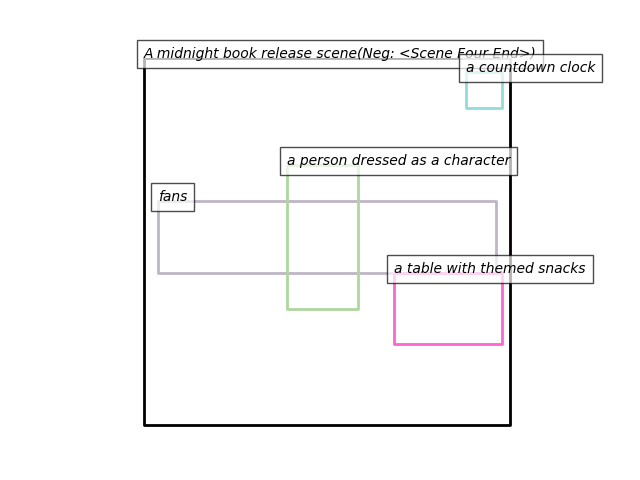 A midnight book release scene(Neg: <Scene Four End>)
a countdown clock
a person dressed as a character
fans
a table with themed snacks